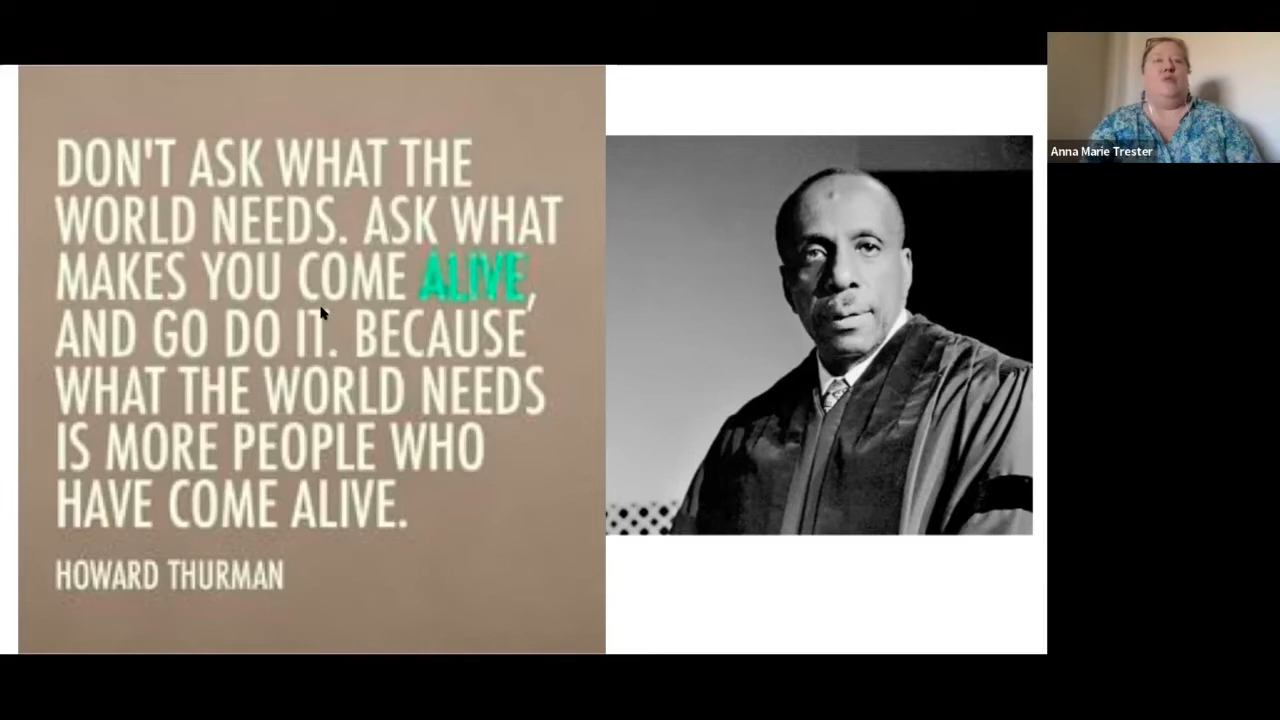 DON'T ASK WHAT THE
WORLD NEEDS. ASK WHAT
MAKES YOU COME ALIVE,
AND GO DO IT. BECAUSE
WHAT THE WORLD NEEDS
IS MORE PEOPLE WHO
HAVE COME ALIVE.
HOWARD THURMAN
Anna Marie Trester